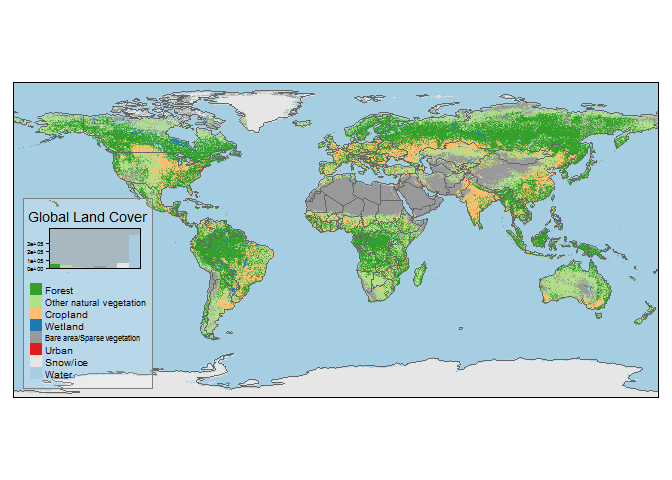 Global Land Cover
3e+05
2e+05
1e+05
0e+00
Forest
Other natural vegetation
Cropland
Wetland
Bare area/Sparse vegetation
Urban
Snow/ice
Water